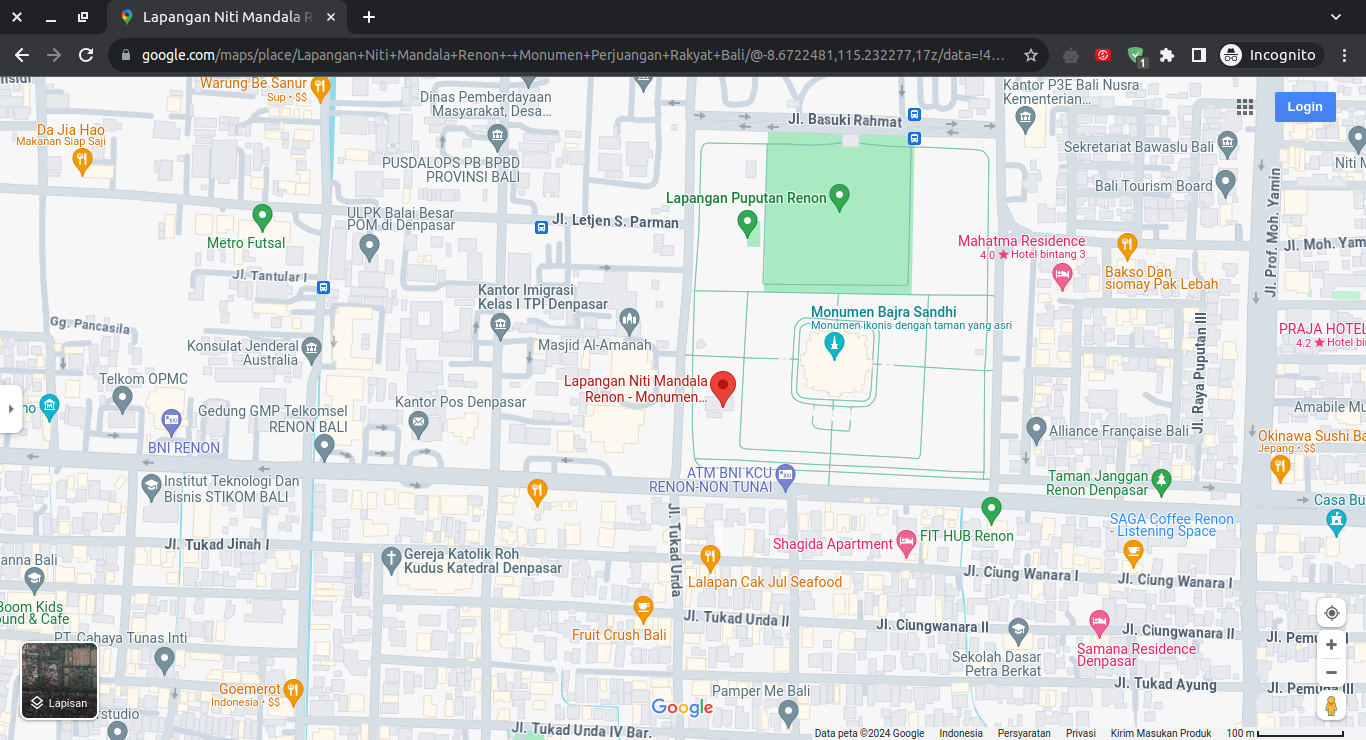 Lapangan Niti Mandala R
google.com/maps/place/Lapangan+Niti+Mandala+Renon+-+Monumen+Perjuangan+Rakyat+Bali/@-8.6722481,115.232277,17z/data=!4...
1
Incognito
Warung Be Sanur
Sup • $$
Dinas Pemberdayaan
Masyarakat, Desa...
Jl. Basuki Rahmat
Kantor P3E Bali Nusra
Kementerian...
Login
Da Jia Hao
Makanan Siap Saji
PUSDALOPS PB BPBD
PROVINSI BALI
Sekretariat Bawaslu Bali
Niti M
Bali Tourism Board
Jl. Prof. Moh. Yamin
Lapangan Puputan Renon
ULPK Balai Besar
POM di Denpasar
Jl. Letjen S. Parman
Metro Futsal
Mahatma Residence
4.0 ★ Hotel bintang 3
Jl. Moh. Yam
Jl. Tantular I
Bakso Dan
siomay Pak Lebah
Kantor Imigrasi
Kelas I TPI Denpasar
Monumen Bajra Sandhi
Monumen ikonis dengan taman yang asri
Gg. Pancasila
Konsulat Jenderal
Australia
Masjid Al-Amanah
PRAJA HOTEL
4.2 ★ Hotel bin
Jl. Raya Puputan III
Telkom OPMC
Lapangan Niti Mandala
Renon - Monumen...
Kantor Pos Denpasar
Gedung GMP Telkomsel
RENON BALI
no
Amabile Mu
BNI RENON
Alliance Française Bali
Okinawa Sushi Ba
Jepang • $$
ATM BNI KCU
RENON-NON TUNAI
Taman Janggan
Renon Denpasar
Institut Teknologi Dan
Bisnis STIKOM BALI
Casa Bu
SAGA Coffee Renon
- Listening Space
Jl. Tukad Unda
FIT HUB Renon
Shagida Apartment
Jl. Tukad Jinah I
Gereja Katolik Roh
Kudus Katedral Denpasar
anna Bali
Jl. Ciung Wanara I
Jl. Ciung Wanara I
Lalapan Cak Jul Seafood
Boom Kids
ound & Cafe
Jl. Tukad Unda II
Jl. Ciungwanara II
Jl. Ciungwanara II
Fruit Crush Bali
PT. Cahaya Tunas Inti
Sekolah Dasar
Petra Berkat
Samana Residence
Denpasar
Goemerot
Indonesia • $$
Pamper Me Bali
Jl. Tukad Ayung
Lapisan
Google
Jl. Tukad Unda IV Bar.
Data peta ©2024 Google
Indonesia
Persyaratan
Privasi
Kirim Masukan Produk
100 m